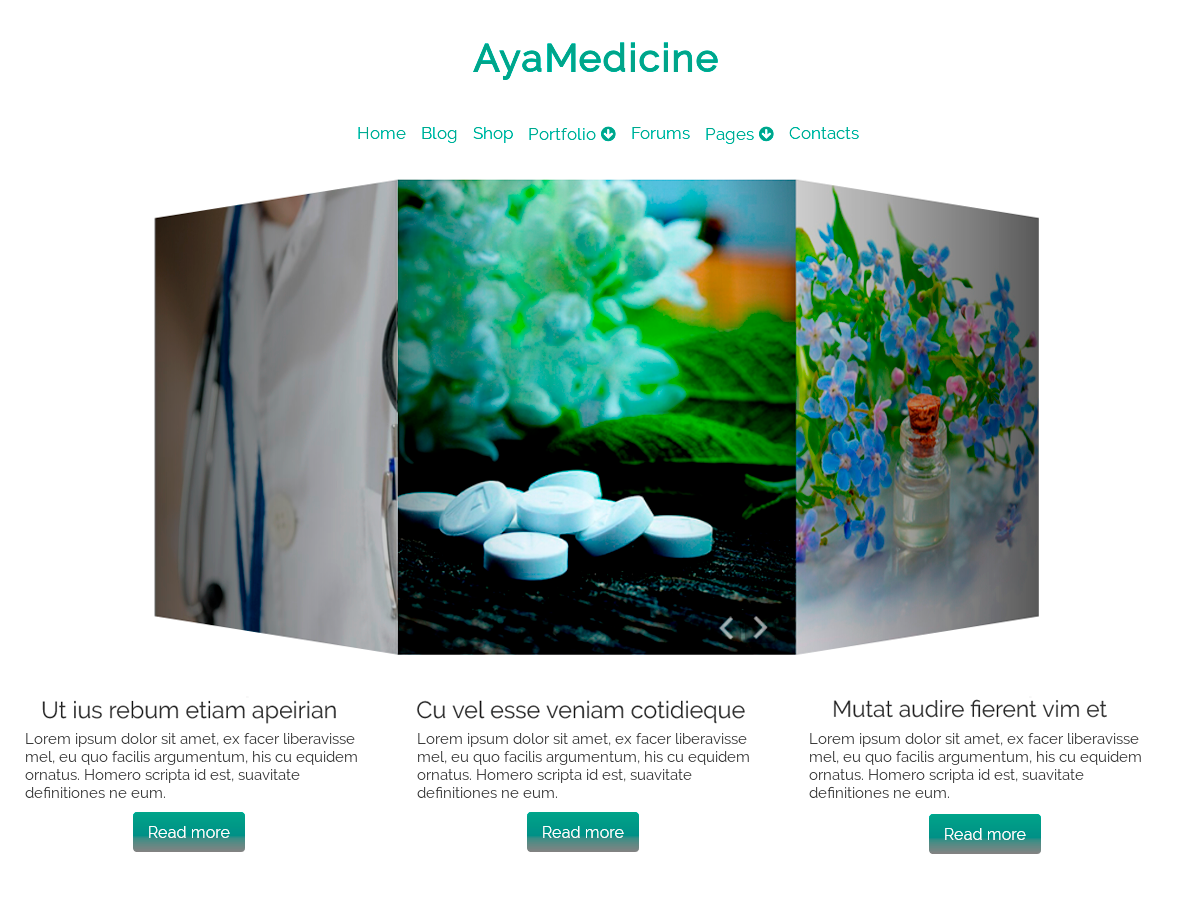 AyaMedicine
Home Blog Shop Portfolio Forums Pages Contacts
Ut ius rebum etiam apeirian
Lorem ipsum dolor sit amet, ex facer liberavisse
mel, eu quo facilis argumentum, his cu equidem
ornatus. Homero scripta id est, suavitate
definitiones ne eum.
Read more
Cu vel esse veniam cotidieque
Lorem ipsum dolor sit amet, ex facer liberavisse
mel, eu quo facilis argumentum, his cu equidem
ornatus. Homero scripta id est, suavitate
definitiones ne eum.
Read more
Mutat audire fierent vim et
Lorem ipsum dolor sit amet, ex facer liberavisse
mel, eu quo facilis argumentum, his cu equidem
ornatus. Homero scripta id est, suavitate
definitiones ne eum.
Read more